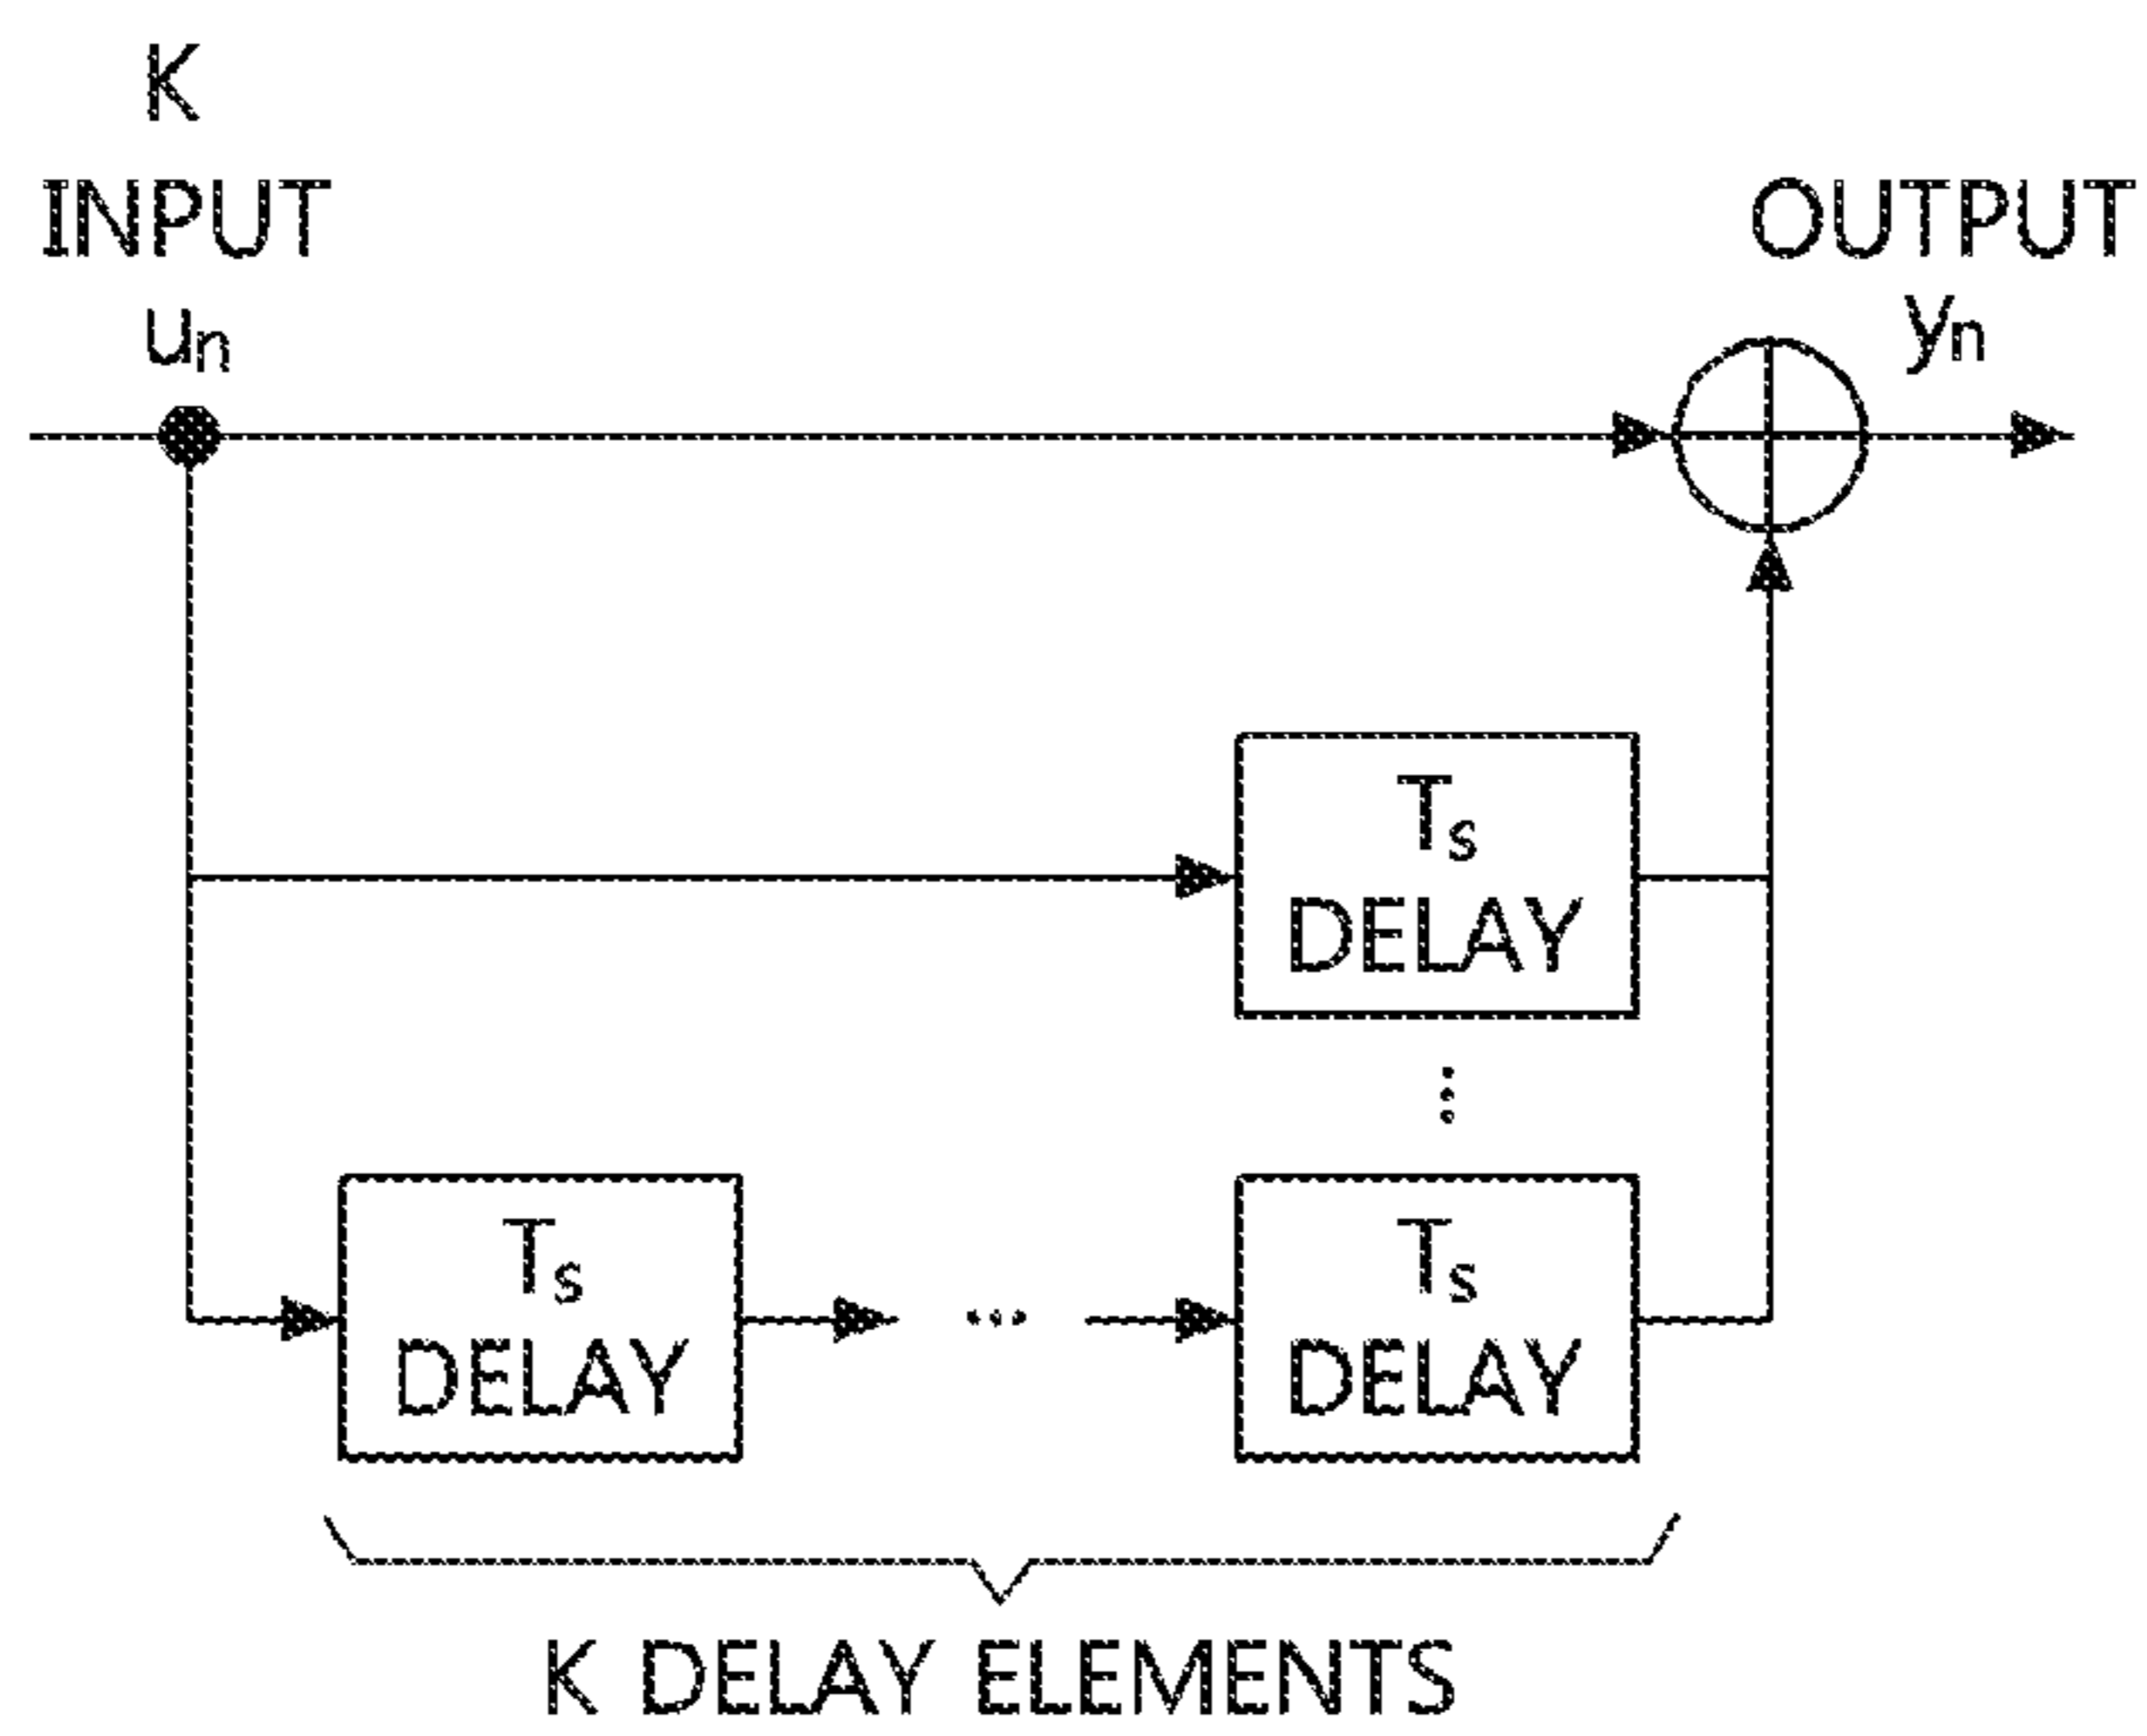 K
INPUT
uₙ
OUTPUT
yₙ
Tₛ
DELAY
Tₛ
DELAY
Tₛ
DELAY
K DELAY ELEMENTS